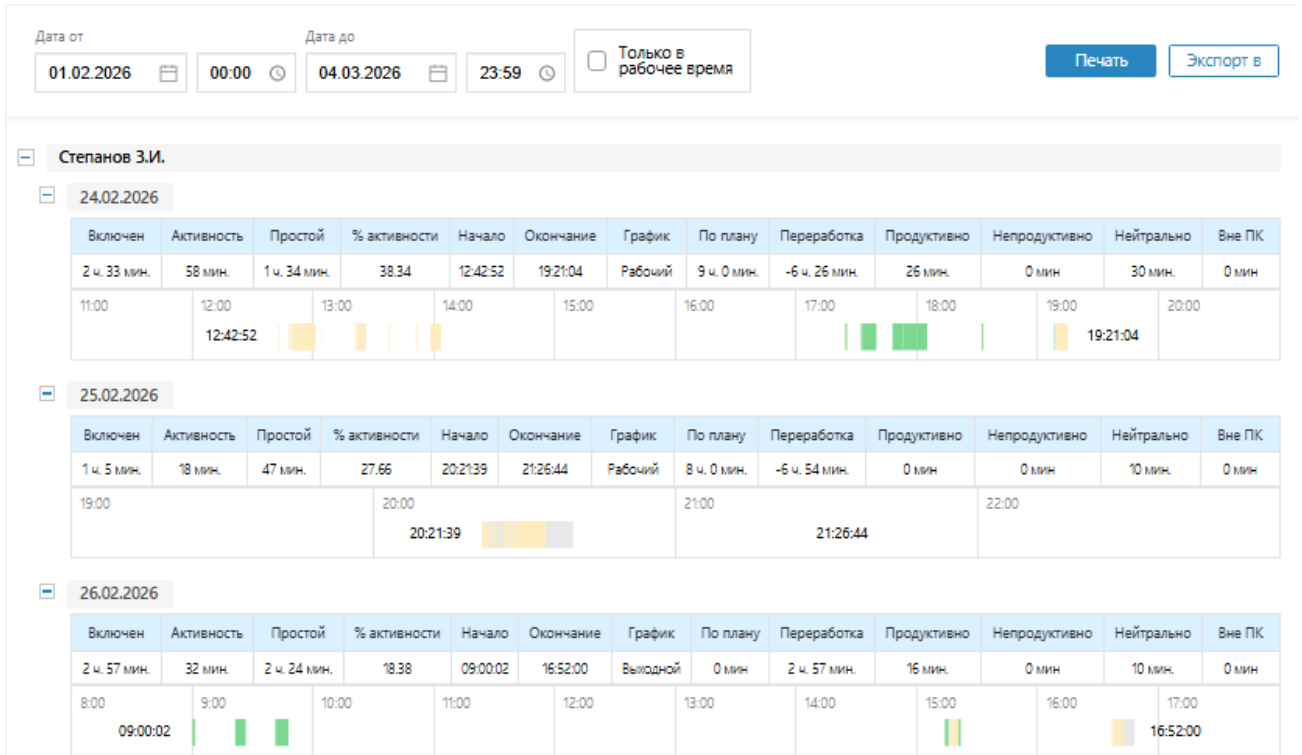 Дата от Дата до
01.02.2026 00:00 04.03.2026 23:59 Только в рабочее время Печать Экспорт в
Степанов З.И.
24.02.2026
Включен Активность Простой % активности Начало Окончание График По плану Переработка Продуктивно Непродуктивно Нейтрально Вне ПК
2 ч. 33 мин. 58 мин. 1 ч. 34 мин. 38.34 12:42:52 19:21:04 Рабочий 9 ч. 0 мин. -6 ч. 26 мин. 26 мин. 0 мин 30 мин. 0 мин
11:00 12:00 13:00 14:00 15:00 16:00 17:00 18:00 19:00 20:00
12:42:52 19:21:04
25.02.2026
Включен Активность Простой % активности Начало Окончание График По плану Переработка Продуктивно Непродуктивно Нейтрально Вне ПК
1 ч. 5 мин. 18 мин. 47 мин. 27.66 20:21:39 21:26:44 Рабочий 8 ч. 0 мин. -6 ч. 54 мин. 0 мин 0 мин 10 мин. 0 мин
19:00 20:00 21:00 22:00
20:21:39 21:26:44
26.02.2026
Включен Активность Простой % активности Начало Окончание График По плану Переработка Продуктивно Непродуктивно Нейтрально Вне ПК
2 ч. 57 мин. 32 мин. 2 ч. 24 мин. 18.38 09:00:02 16:52:00 Выходной 0 мин 2 ч. 57 мин. 16 мин. 0 мин 10 мин. 0 мин
8:00 9:00 10:00 11:00 12:00 13:00 14:00 15:00 16:00 17:00
09:00:02 16:52:00